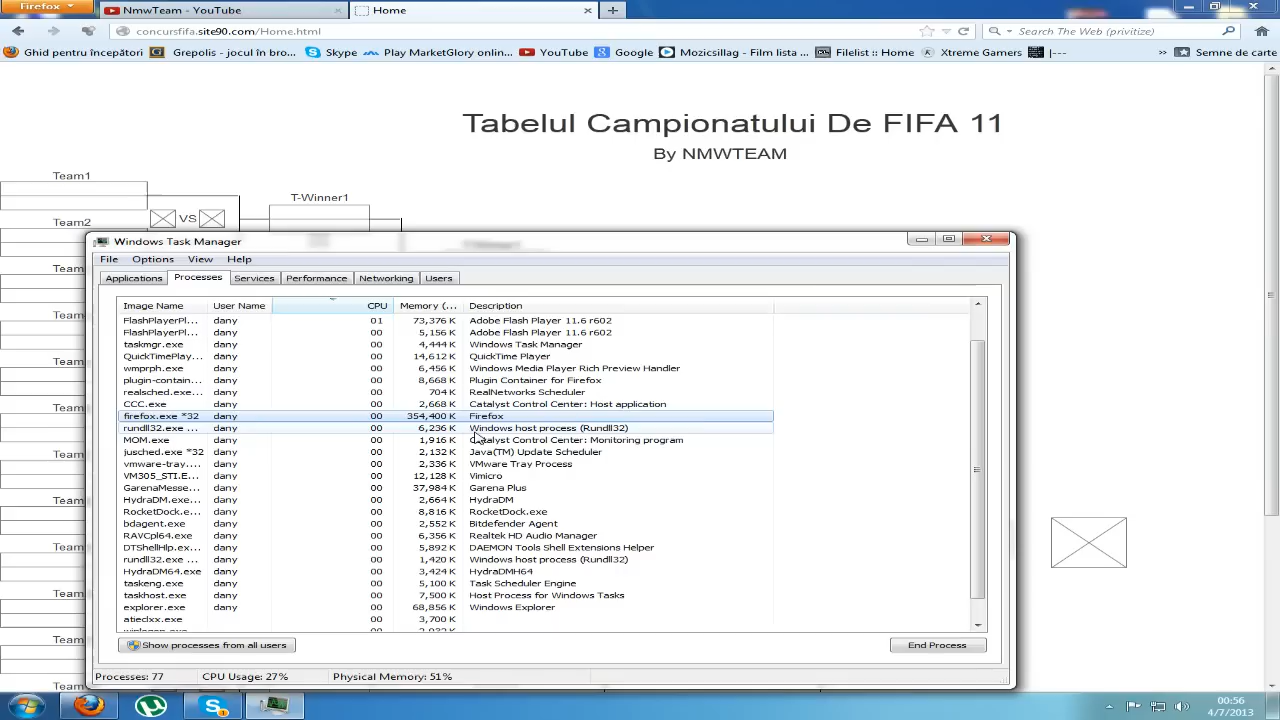 Firefox
NmwTeam - YouTube
Home
concursfifa.site90.com/Home.html
Search The Web (privitize)
Ghid pentru începători
Grepolis - jocul în bro...
Skype
Play MarketGlory onlin...
YouTube
Google
Mozicsillag - Film lista ...
Filelist :: Home
Xtreme Gamers
|---
»
Semne de carte
Tabelul Campionatului De FIFA 11
By NMWTEAM
Team1
T-Winner1
VS
Team2
Team
Team
Team
Team
Team
Team
Team
Team
Team
Team
Windows Task Manager
File Options View Help
Applications Processes Services Performance Networking Users
Image Name User Name CPU Memory (... Description
FlashPlayerPl... dany 01 73,376 K Adobe Flash Player 11.6 r602
FlashPlayerPl... dany 00 5,156 K Adobe Flash Player 11.6 r602
taskmgr.exe dany 00 4,444 K Windows Task Manager
QuickTimePlay... dany 00 14,612 K QuickTime Player
wmprph.exe dany 00 6,456 K Windows Media Player Rich Preview Handler
plugin-contain... dany 00 8,668 K Plugin Container for Firefox
realsched.exe... dany 00 704 K RealNetworks Scheduler
CCC.exe dany 00 2,668 K Catalyst Control Center: Host application
firefox.exe *32 dany 00 354,400 K Firefox
rundll32.exe ... dany 00 6,236 K Windows host process (Rundll32)
MOM.exe dany 00 1,916 K Catalyst Control Center: Monitoring program
jusched.exe *32 dany 00 2,132 K Java(TM) Update Scheduler
vmware-tray.... dany 00 2,336 K VMware Tray Process
VM305_STI.E... dany 00 12,128 K Vimicro
GarenaMesse... dany 00 37,984 K Garena Plus
HydraDM.exe... dany 00 2,664 K HydraDM
RocketDock.e... dany 00 8,816 K RocketDock.exe
bdagent.exe dany 00 2,552 K Bitdefender Agent
RAVCpl64.exe dany 00 6,356 K Realtek HD Audio Manager
DTShellHlp.ex... dany 00 5,892 K DAEMON Tools Shell Extensions Helper
rundll32.exe ... dany 00 1,420 K Windows host process (Rundll32)
HydraDM64.exe dany 00 3,424 K HydraDMH64
taskeng.exe dany 00 5,100 K Task Scheduler Engine
taskhost.exe dany 00 7,500 K Host Process for Windows Tasks
explorer.exe dany 00 68,856 K Windows Explorer
atieclxx.exe 00 3,700 K
winlogon.exe 00
Show processes from all users
End Process
Processes: 77 CPU Usage: 27% Physical Memory: 51%
00:56
4/7/2013